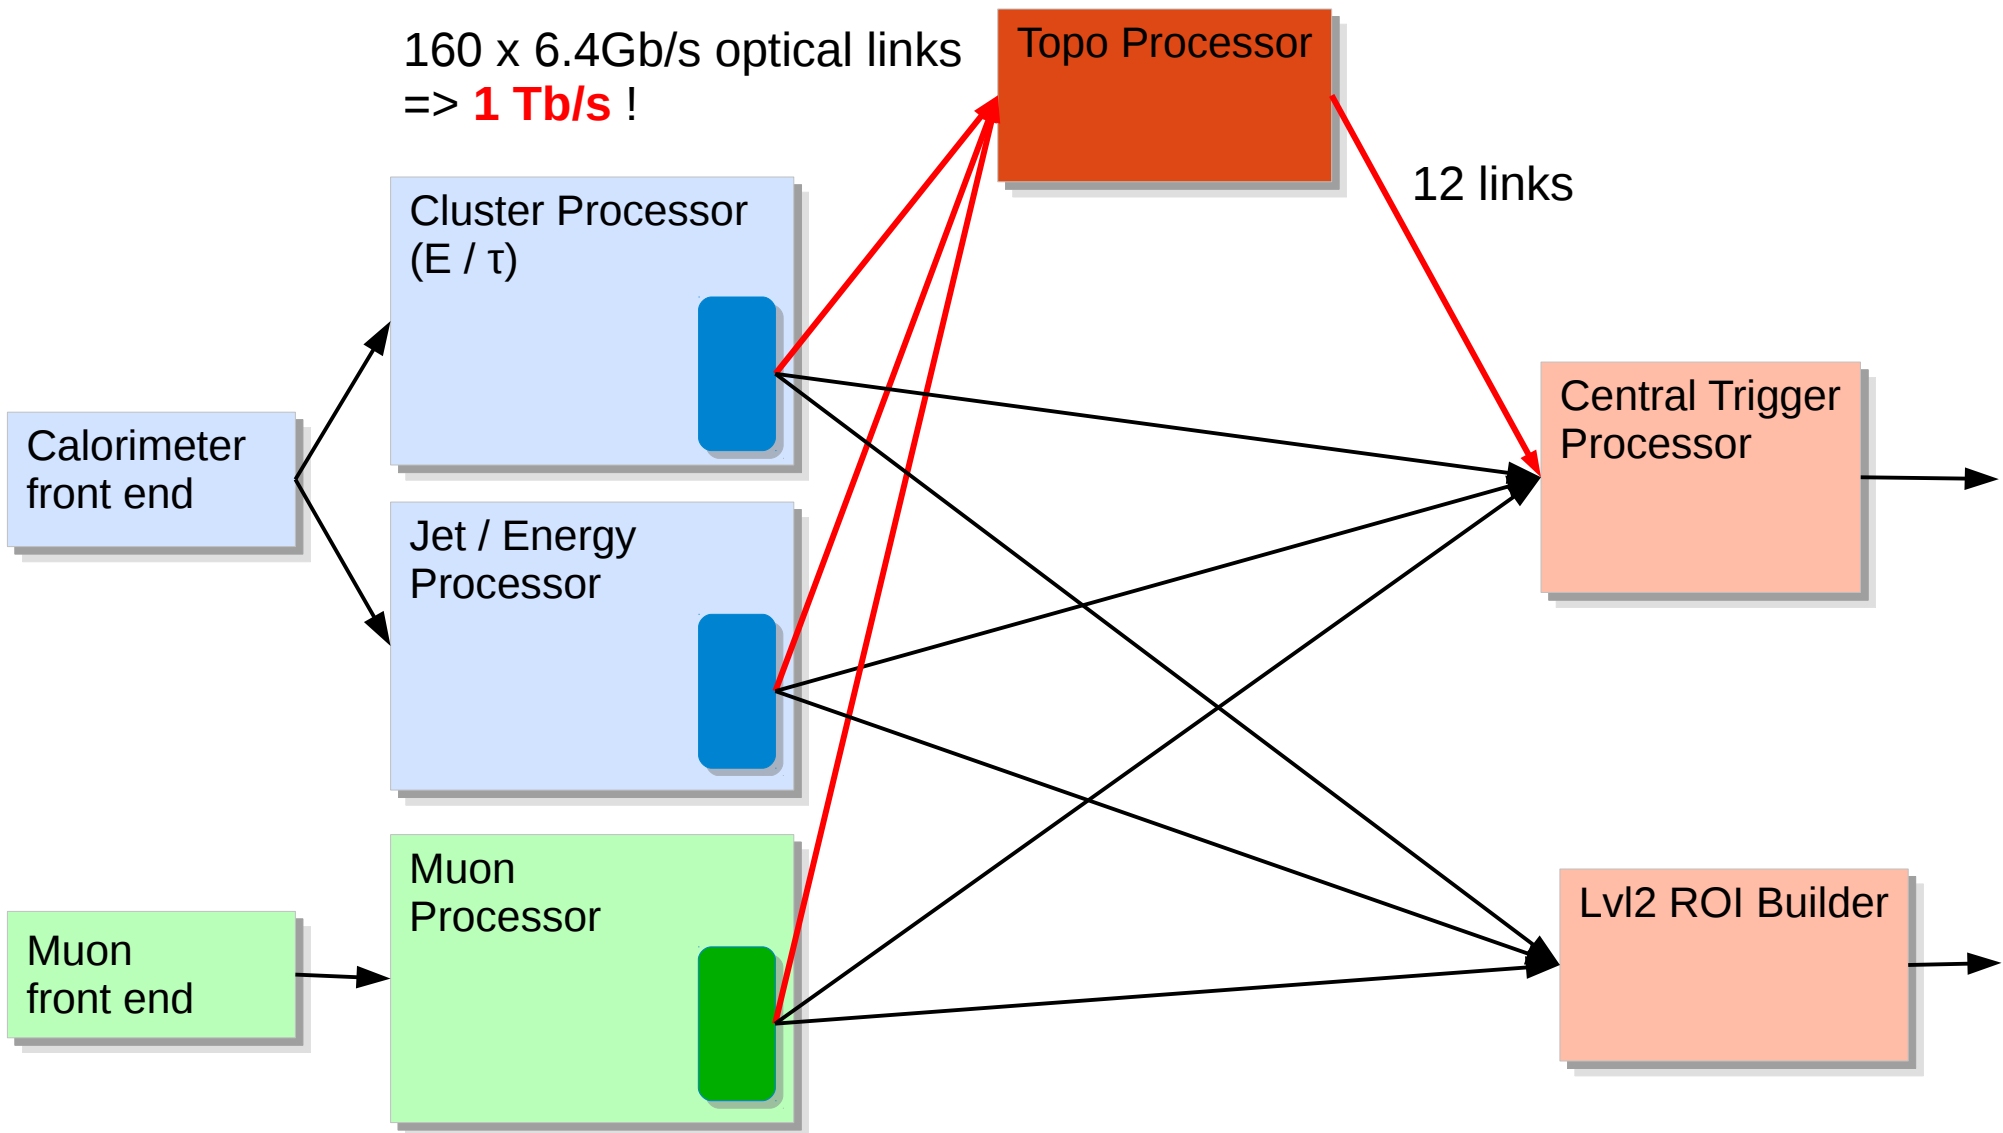 160 x 6.4Gb/s optical links
=> 1 Tb/s !
Topo Processor
12 links
Cluster Processor
(E / τ)
Calorimeter
front end
Jet / Energy
Processor
Central Trigger
Processor
Muon
Processor
Muon
front end
Lvl2 ROI Builder